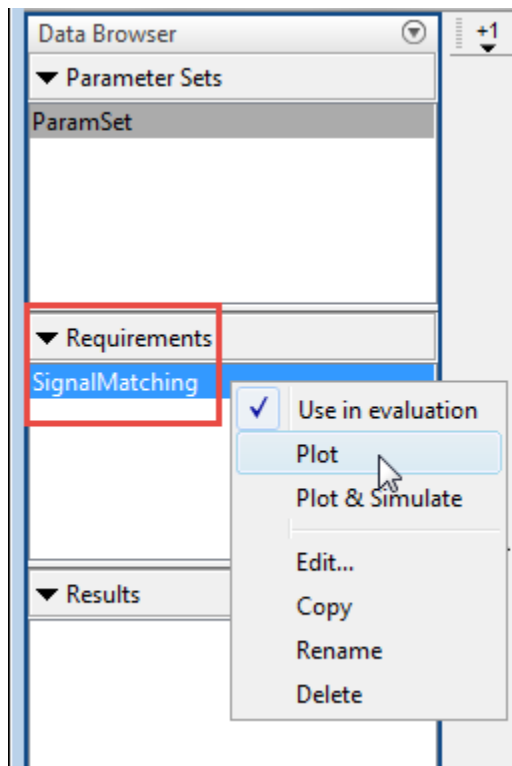 Data Browser
+1
Parameter Sets
ParamSet
Requirements
SignalMatching
Use in evaluation
Plot
Plot & Simulate
Edit...
Copy
Rename
Delete
Results